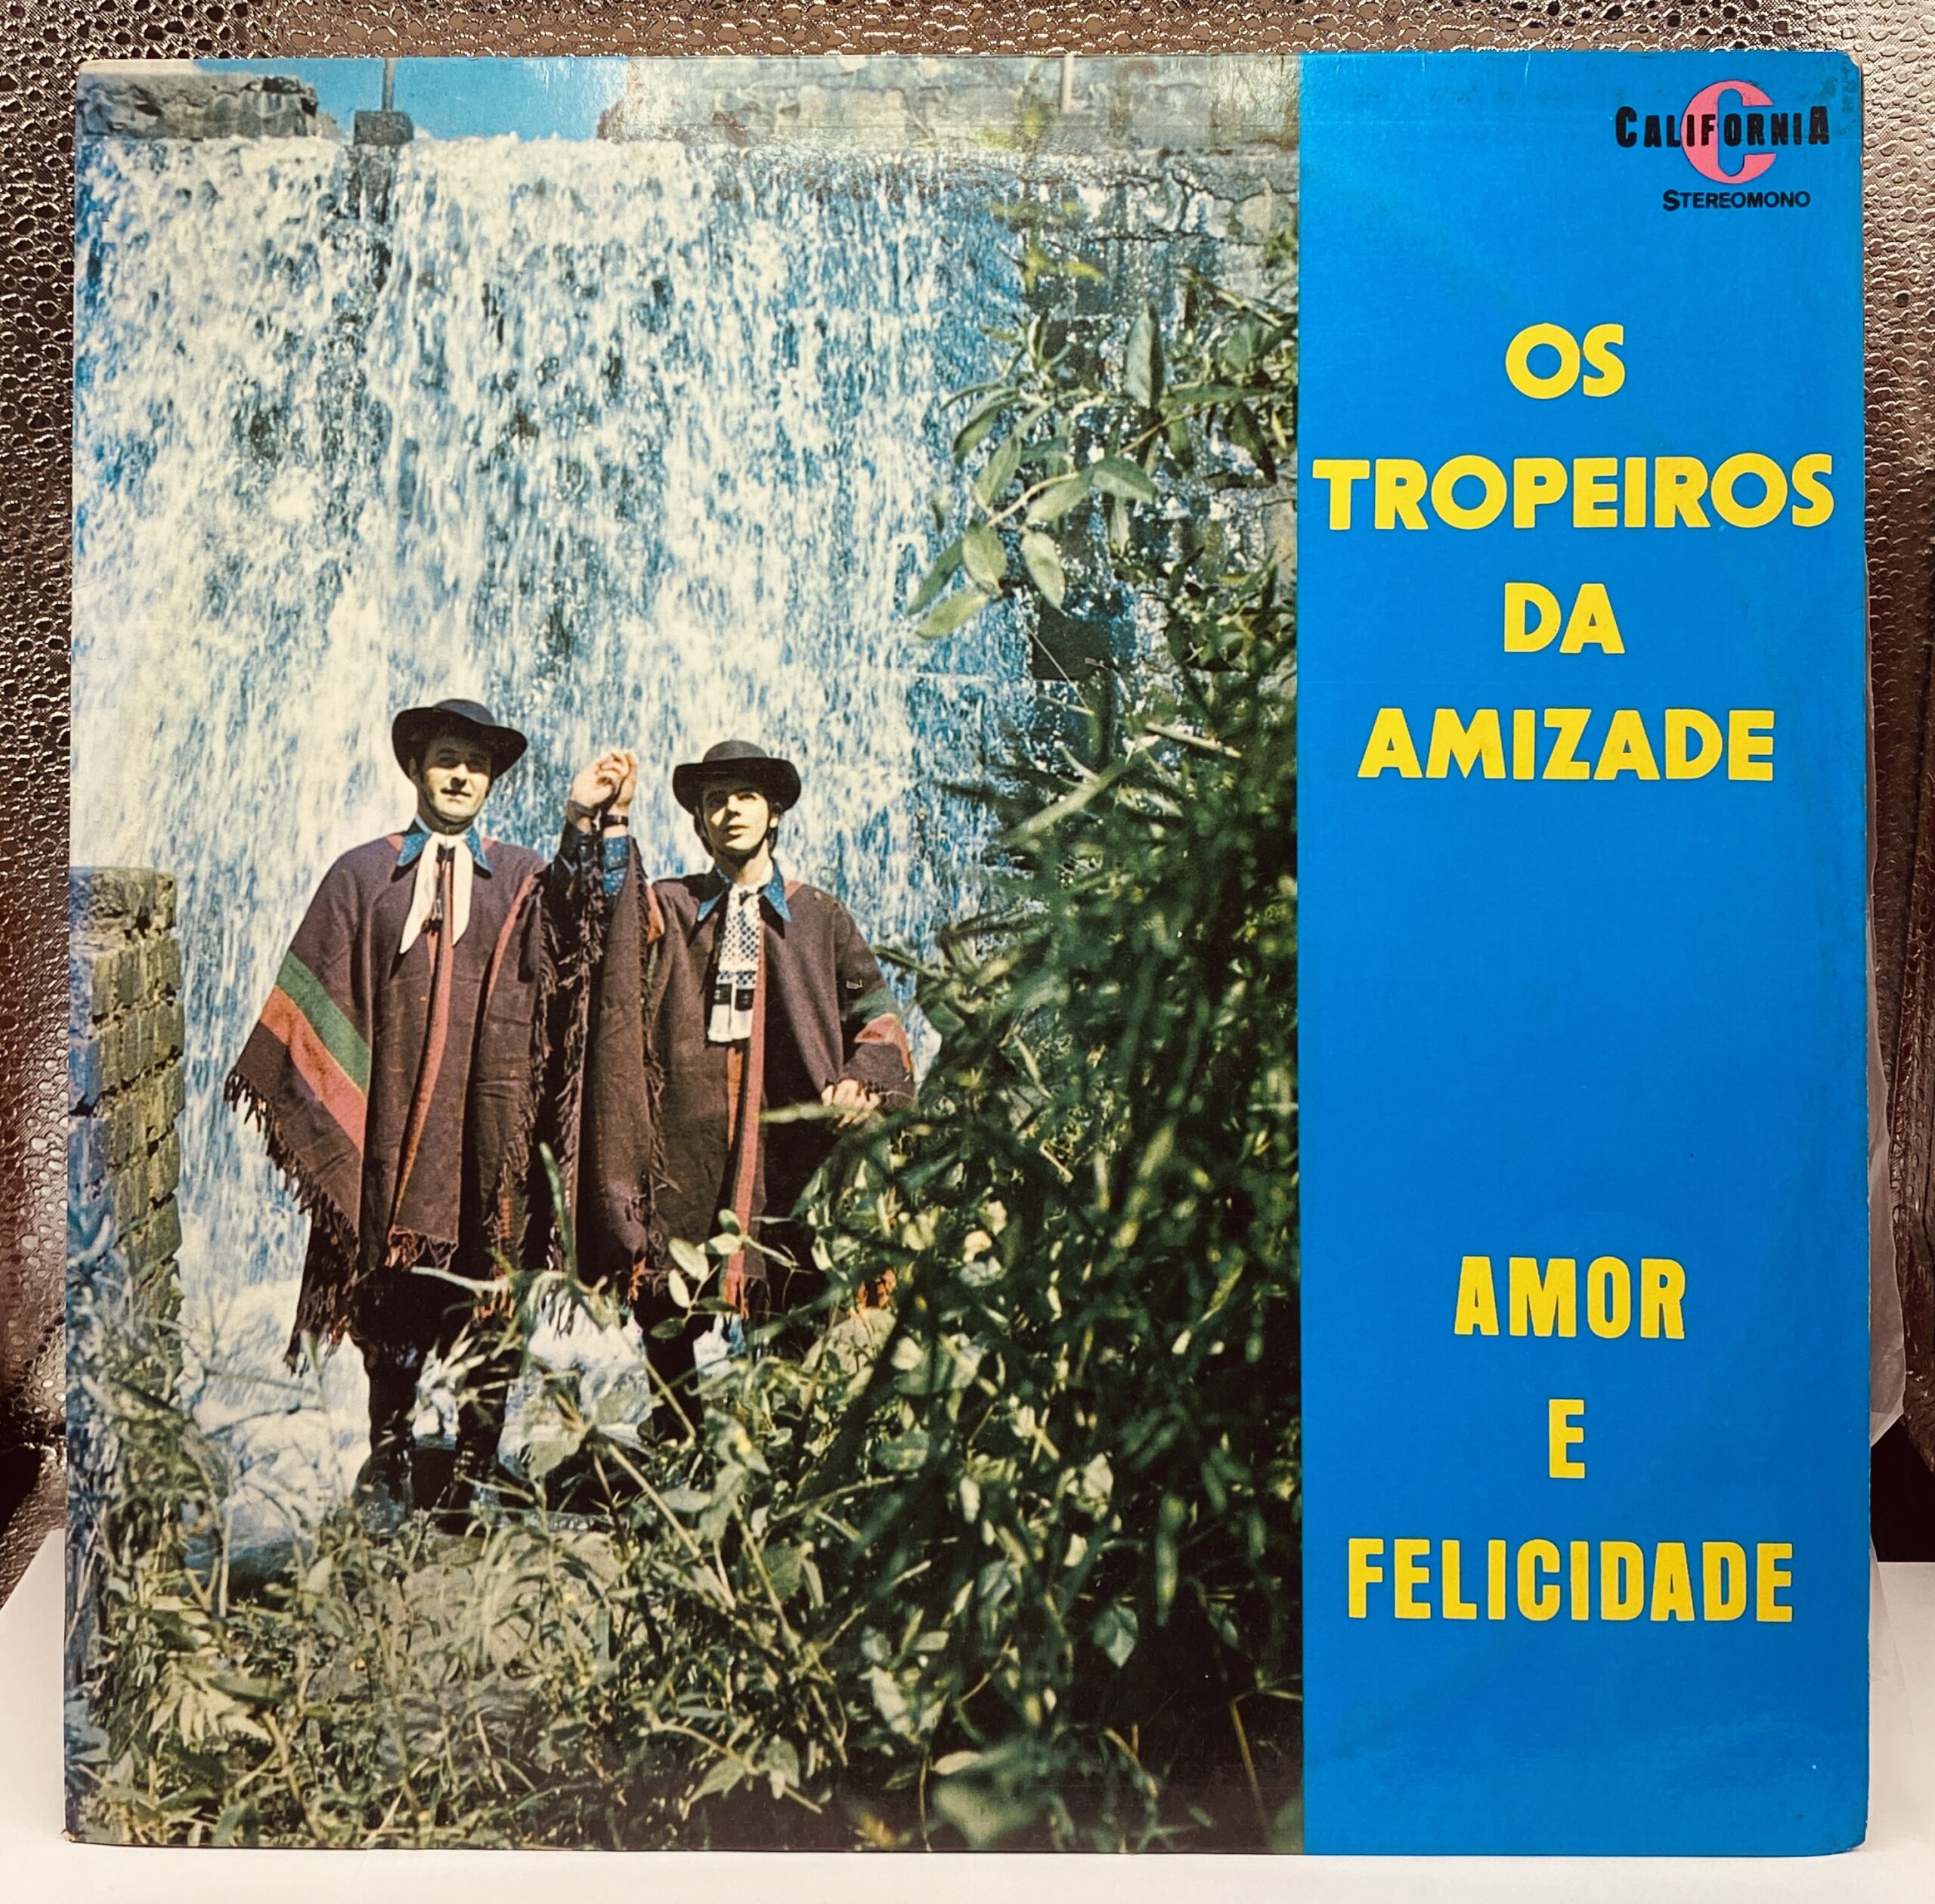 CALIFORNIA
STEREOMONO
OS
TROPEIROS
DA
AMIZADE
AMOR
E
FELICIDADE